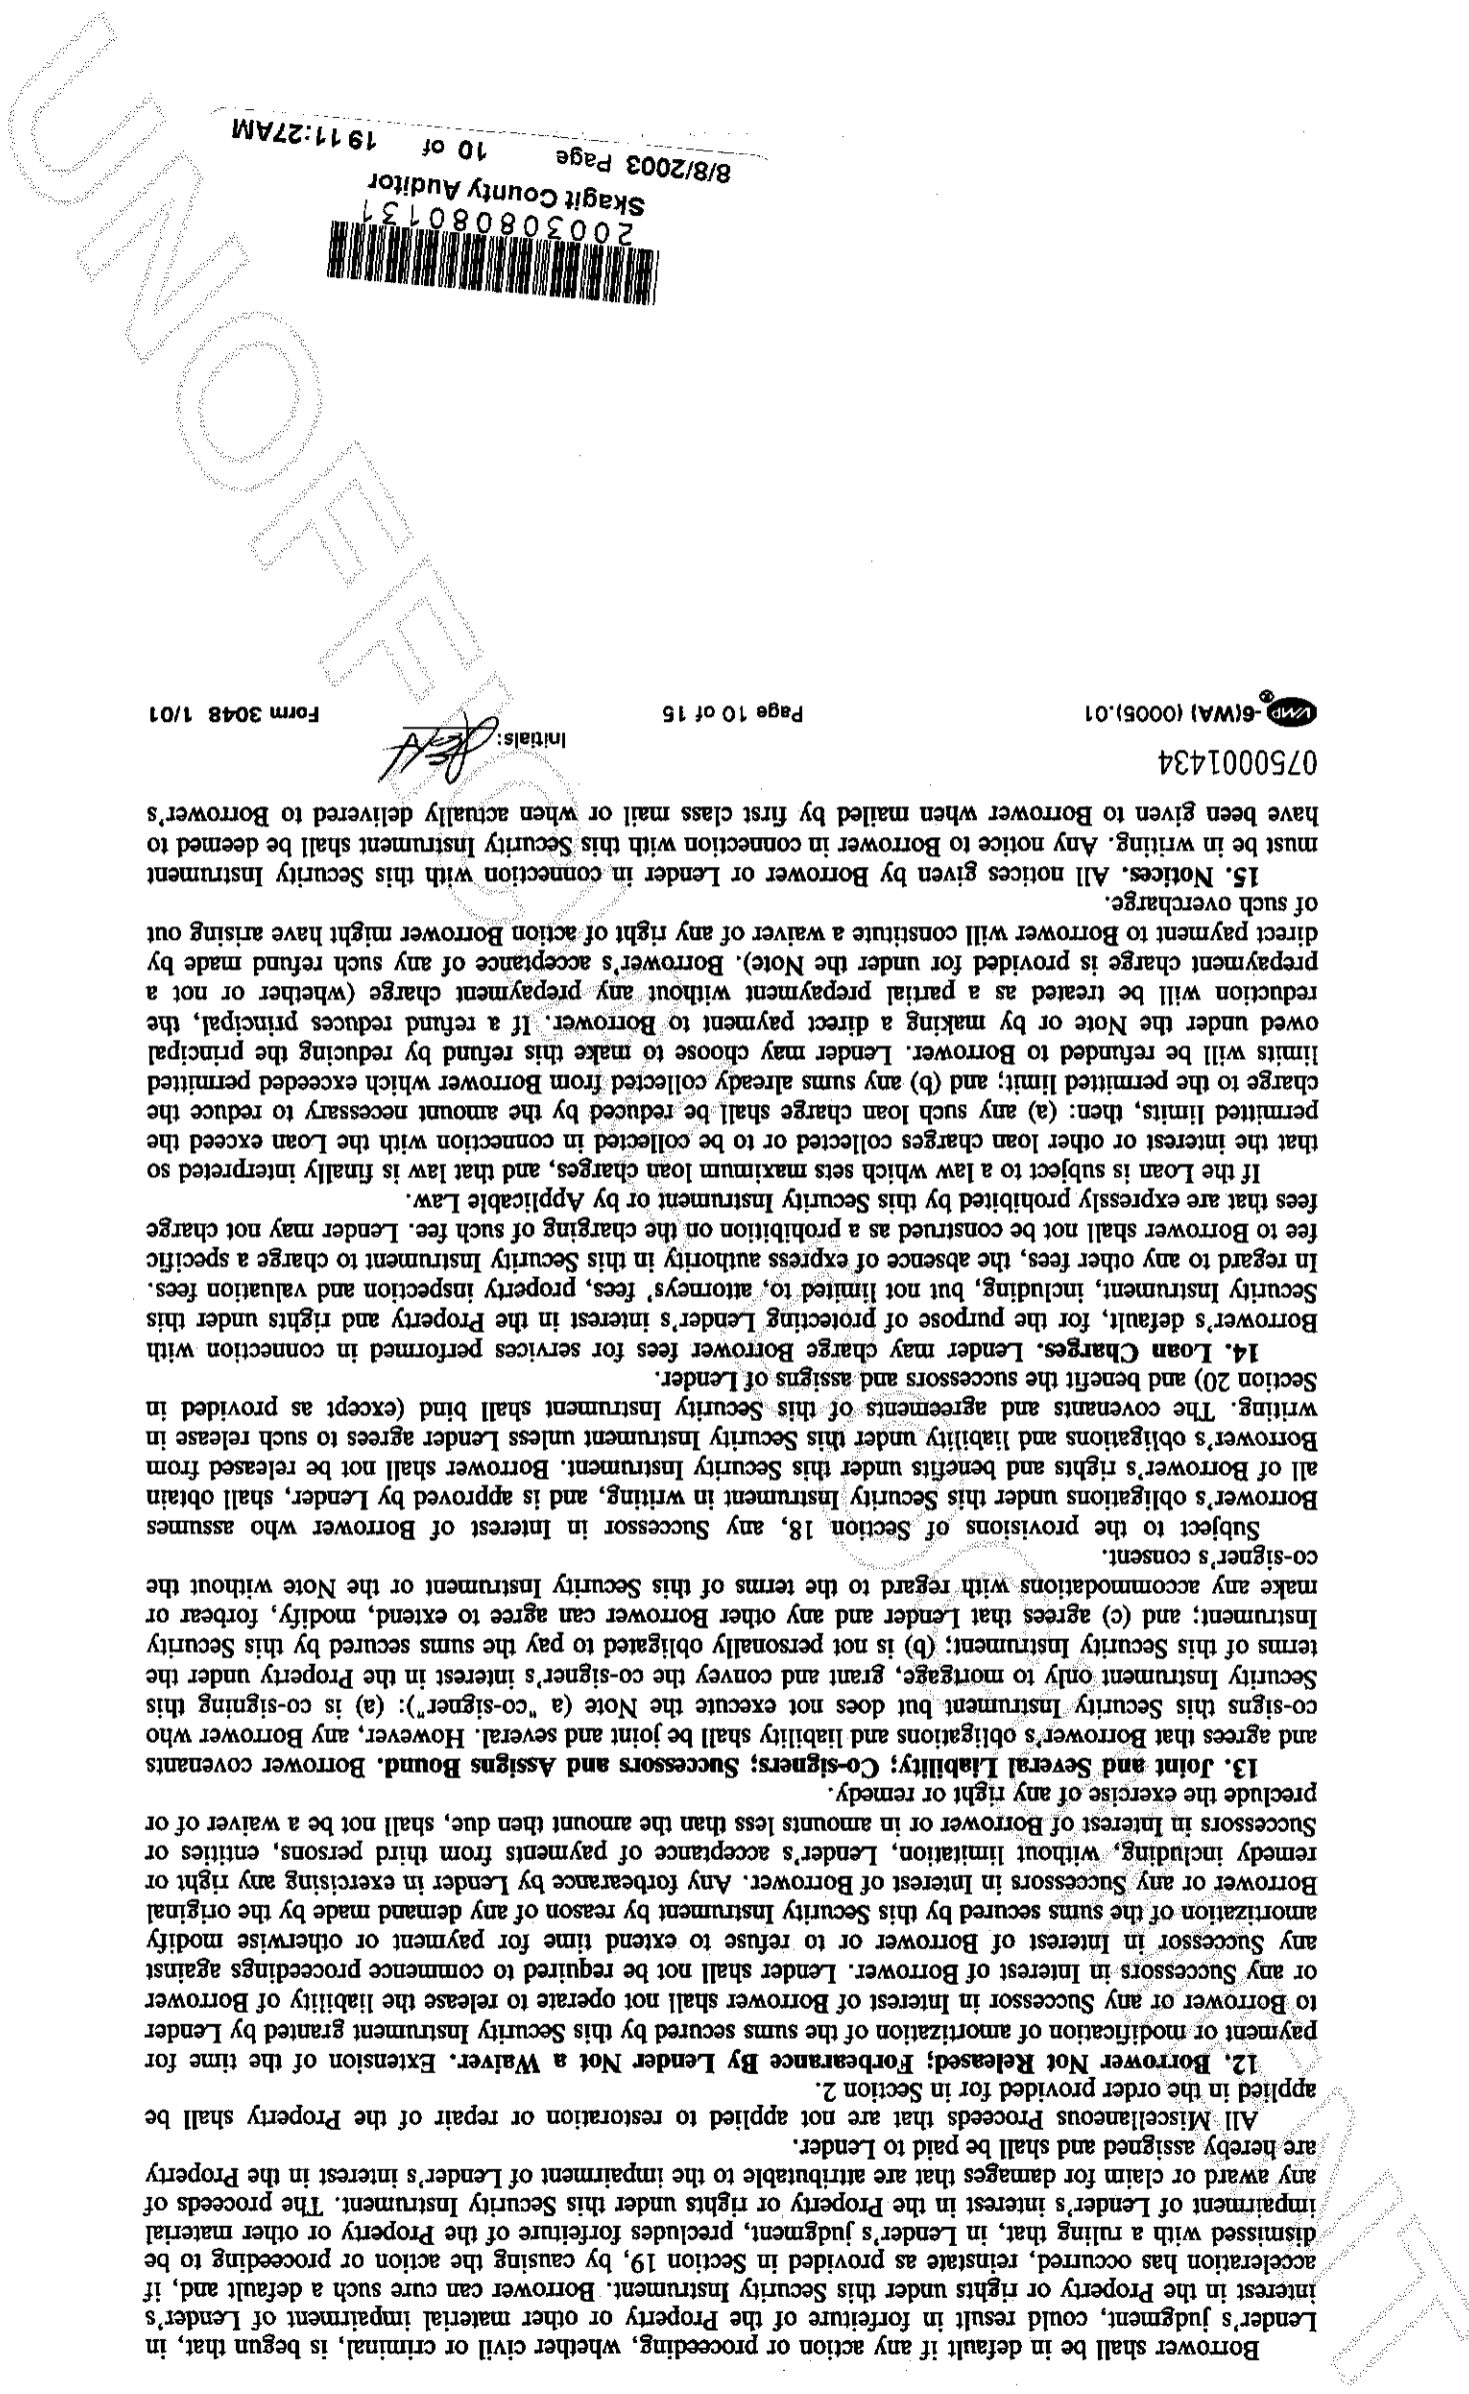 Borrower shall be in default if any action or proceeding, whether civil or criminal, is begun that, in
Lender's judgment, could result in forfeiture of the Property or other material impairment of Lender's
interest in the Property or rights under this Security Instrument. Borrower can cure such a default and, if
acceleration has occurred, reinstate as provided in Section 19, by causing the action or proceeding to be
dismissed with a ruling that, in Lender's judgment, precludes forfeiture of the Property or other material
impairment of Lender's interest in the Property or rights under this Security Instrument. The proceeds of
any award or claim for damages that are attributable to the impairment of Lender's interest in the Property
are hereby assigned and shall be paid to Lender.
All Miscellaneous Proceeds that are not applied to restoration or repair of the Property shall be
applied in the order provided for in Section 2.
12. Borrower Not Released; Forbearance By Lender Not a Waiver. Extension of the time for
payment or modification of amortization of the sums secured by this Security Instrument granted by Lender
to Borrower or any Successor in Interest of Borrower shall not operate to release the liability of Borrower
or any Successors in Interest of Borrower. Lender shall not be required to commence proceedings against
any Successor in Interest of Borrower or to refuse to extend time for payment or otherwise modify
amortization of the sums secured by this Security Instrument by reason of any demand made by the original
Borrower or any Successors in Interest of Borrower. Any forbearance by Lender in exercising any right or
remedy including, without limitation, Lender's acceptance of payments from third persons, entities or
Successors in Interest of Borrower or in amounts less than the amount then due, shall not be a waiver of or
preclude the exercise of any right or remedy.
13. Joint and Several Liability; Co-signers; Successors and Assigns Bound. Borrower covenants
and agrees that Borrower's obligations and liability shall be joint and several. However, any Borrower who
co-signs this Security Instrument but does not execute the Note (a "co-signer"): (a) is co-signing this
Security Instrument only to mortgage, grant and convey the co-signer's interest in the Property under the
terms of this Security Instrument; (b) is not personally obligated to pay the sums secured by this Security
Instrument; and (c) agrees that Lender and any other Borrower can agree to extend, modify, forbear or
make any accommodations with regard to the terms of this Security Instrument or the Note without the
co-signer's consent.
Subject to the provisions of Section 18, any Successor in Interest of Borrower who assumes
Borrower's obligations under this Security Instrument in writing, and is approved by Lender, shall obtain
all of Borrower's rights and benefits under this Security Instrument. Borrower shall not be released from
Borrower's obligations and liability under this Security Instrument unless Lender agrees to such release in
writing. The covenants and agreements of this Security Instrument shall bind (except as provided in
Section 20) and benefit the successors and assigns of Lender.
14. Loan Charges. Lender may charge Borrower fees for services performed in connection with
Borrower's default, for the purpose of protecting Lender's interest in the Property and rights under this
Security Instrument, including, but not limited to, attorneys' fees, property inspection and valuation fees.
In regard to any other fees, the absence of express authority in this Security Instrument to charge a specific
fee to Borrower shall not be construed as a prohibition on the charging of such fee. Lender may not charge
fees that are expressly prohibited by this Security Instrument or by Applicable Law.
If the Loan is subject to a law which sets maximum loan charges, and that law is finally interpreted so
that the interest or other loan charges collected or to be collected in connection with the Loan exceed the
permitted limits, then: (a) any such loan charge shall be reduced by the amount necessary to reduce the
charge to the permitted limit; and (b) any sums already collected from Borrower which exceeded permitted
limits will be refunded to Borrower. Lender may choose to make this refund by reducing the principal
owed under the Note or by making a direct payment to Borrower. If a refund reduces principal, the
reduction will be treated as a partial prepayment without any prepayment charge (whether or not a
prepayment charge is provided for under the Note). Borrower's acceptance of any such refund made by
direct payment to Borrower will constitute a waiver of any right of action Borrower might have arising out
of such overcharge.
15. Notices. All notices given by Borrower or Lender in connection with this Security Instrument
must be in writing. Any notice to Borrower in connection with this Security Instrument shall be deemed to
have been given to Borrower when mailed by first class mail or when actually delivered to Borrower's
0750001434
Initials:
VMP®-6(WA) (0005).01 Page 10 of 15 Form 3048 1/01
200308080131
Skagit County Auditor
8/8/2003 Page 10 of 19 11:27AM
UNOFFICIAL DOCUMENT